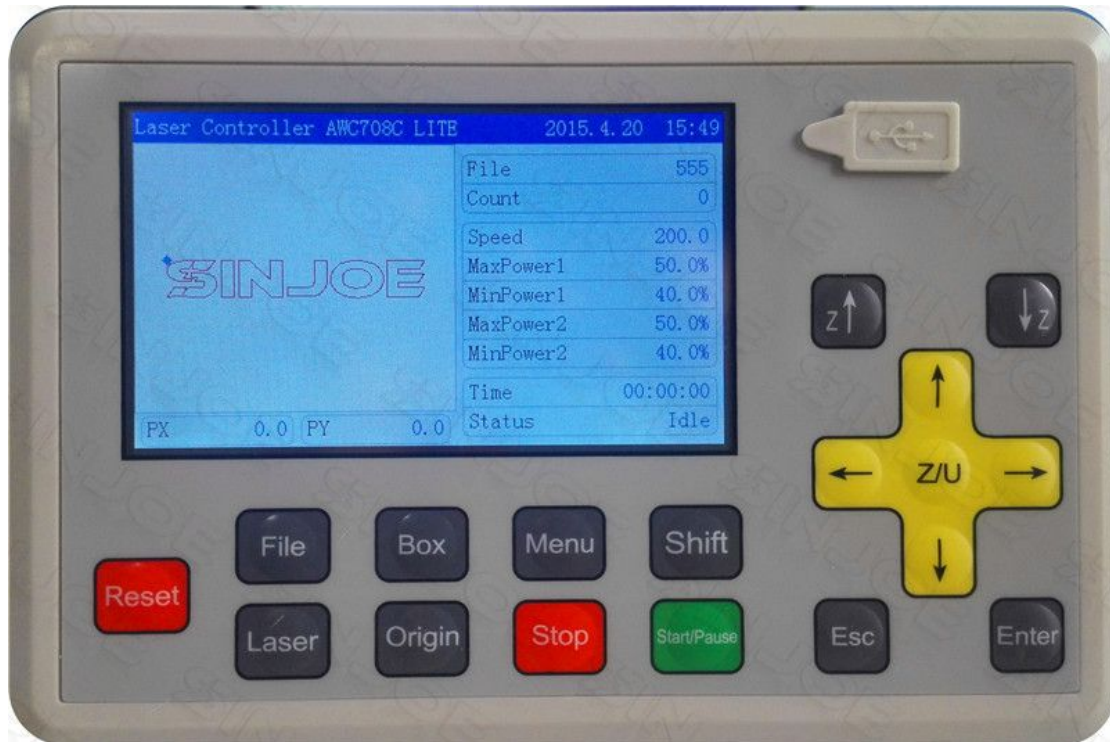 Laser Controller AWC708C LITE 2015.4.20 15:49
File 555
Count 0
Speed 200.0
MaxPower1 50.0%
MinPower1 40.0%
MaxPower2 50.0%
MinPower2 40.0%
Time 00:00:00
Status Idle
SINJOE
PX 0.0 PY 0.0
Z Z
Z/U
File Box Menu Shift
Reset
Laser Origin Stop Start/Pause Esc Enter